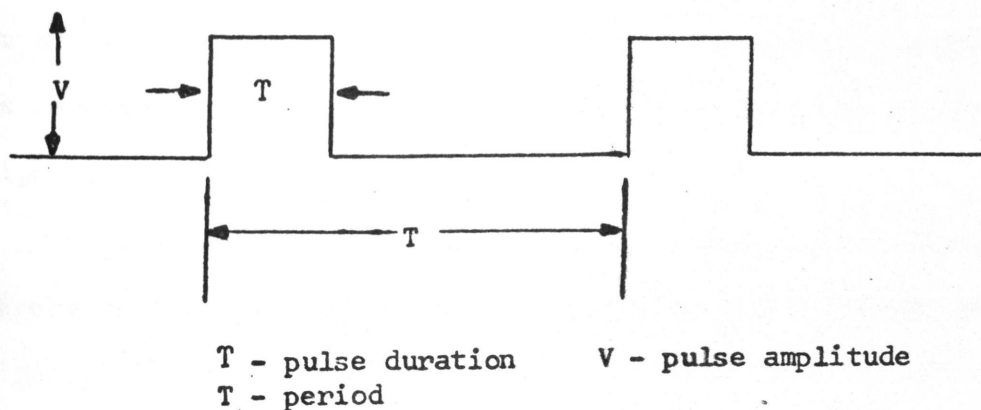 V
T
T
T - pulse duration V - pulse amplitude
T - period